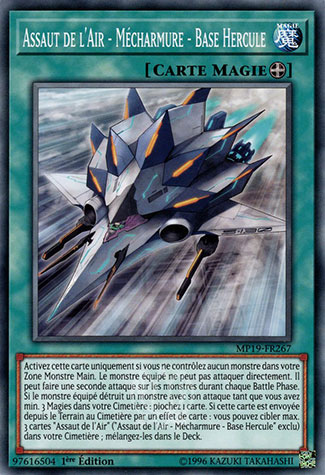 Assaut de l'Air - Mécharmure - Base Hercule
MAGIE
魔
[Carte Magie]
MP19-FR267
Activez cette carte uniquement si vous ne contrôlez aucun monstre dans votre
Zone Monstre Main. Le monstre équipé ne peut pas attaquer directement. Il
peut faire une seconde attaque sur les monstres durant chaque Battle Phase.
Si le monstre équipé détruit un monstre avec son attaque tant que vous avez
min. 3 Magies dans votre Cimetière : piochez 1 carte. Si cette carte est envoyée
depuis le Terrain au Cimetière par un effet de carte : vous pouvez cibler max.
3 cartes "Assaut de l'Air" ("Assaut de l'Air - Mécharmure - Base Hercule" exclu)
dans votre Cimetière ; mélangez-les dans le Deck.
97616504 1ère Édition
©1996 KAZUKI TAKAHASHI